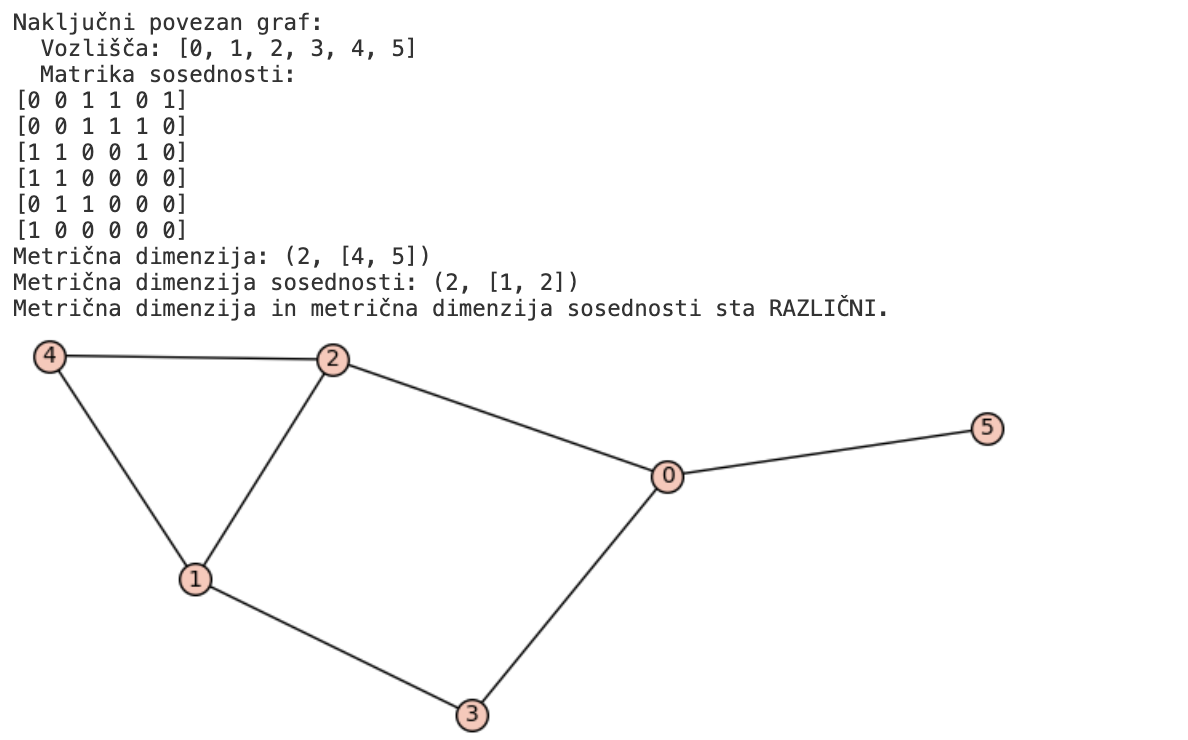 Naključni povezan graf:
  Vozlišča: [0, 1, 2, 3, 4, 5]
  Matrika sosednosti:
[0 0 1 1 0 1]
[0 0 1 1 1 0]
[1 1 0 0 1 0]
[1 1 0 0 0 0]
[0 1 1 0 0 0]
[1 0 0 0 0 0]
Metrična dimenzija: (2, [4, 5])
Metrična dimenzija sosednosti: (2, [1, 2])
Metrična dimenzija in metrična dimenzija sosednosti sta RAZLIČNI.
4
2
5
0
1
3